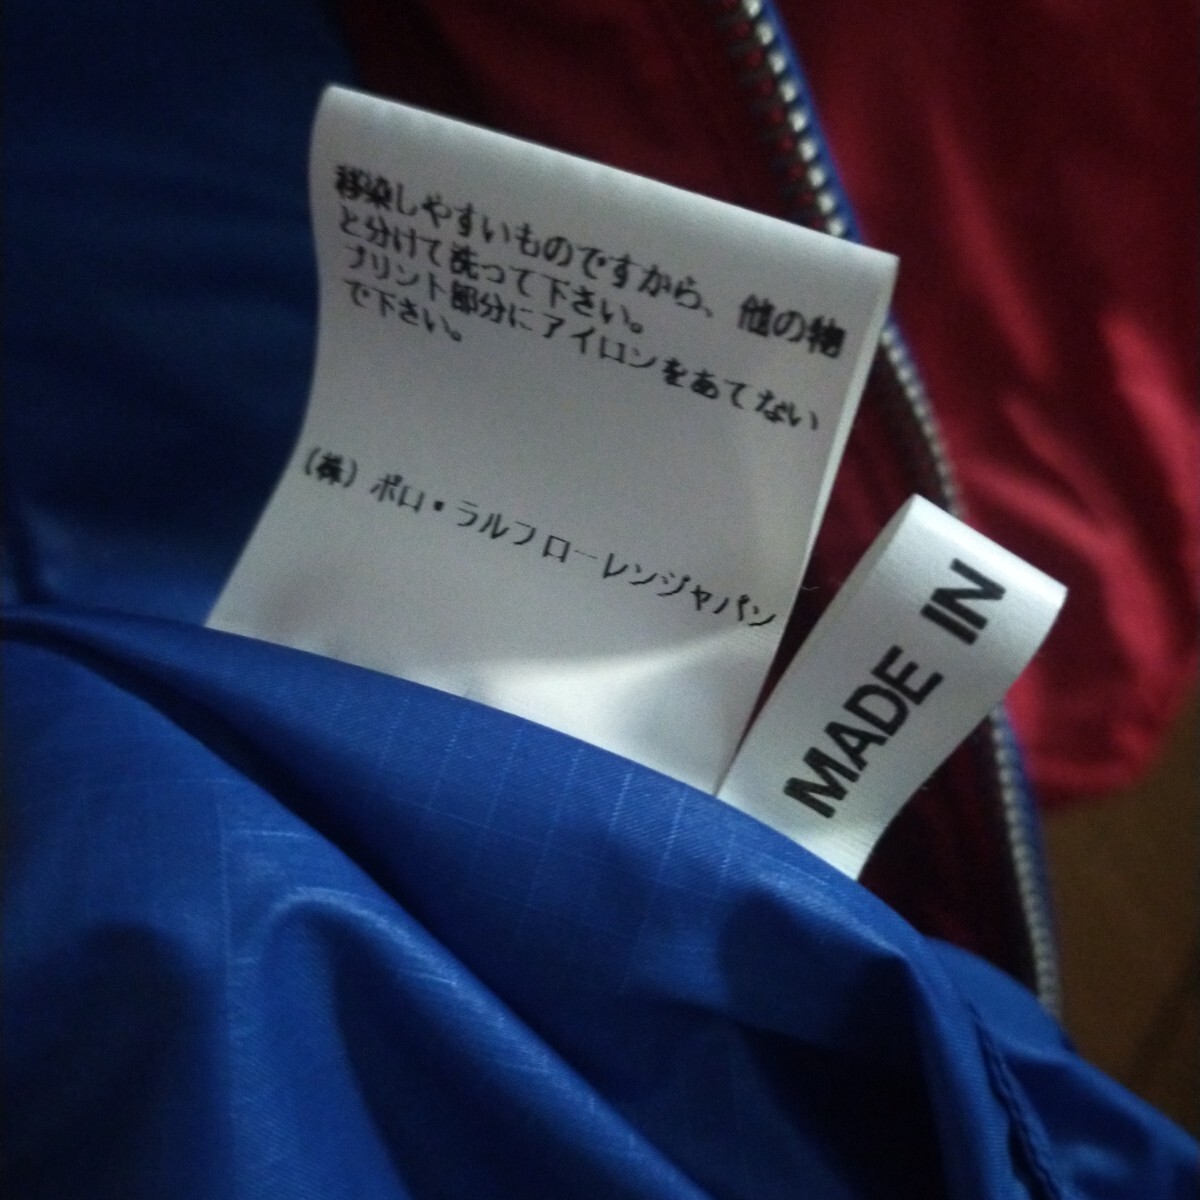 移染しやすいものですから、他の物
と分けて洗って下さい。
プリント部分にアイロンをあてない
で下さい。
(株)ポロ・ラルフローレンジャパン
MADE IN